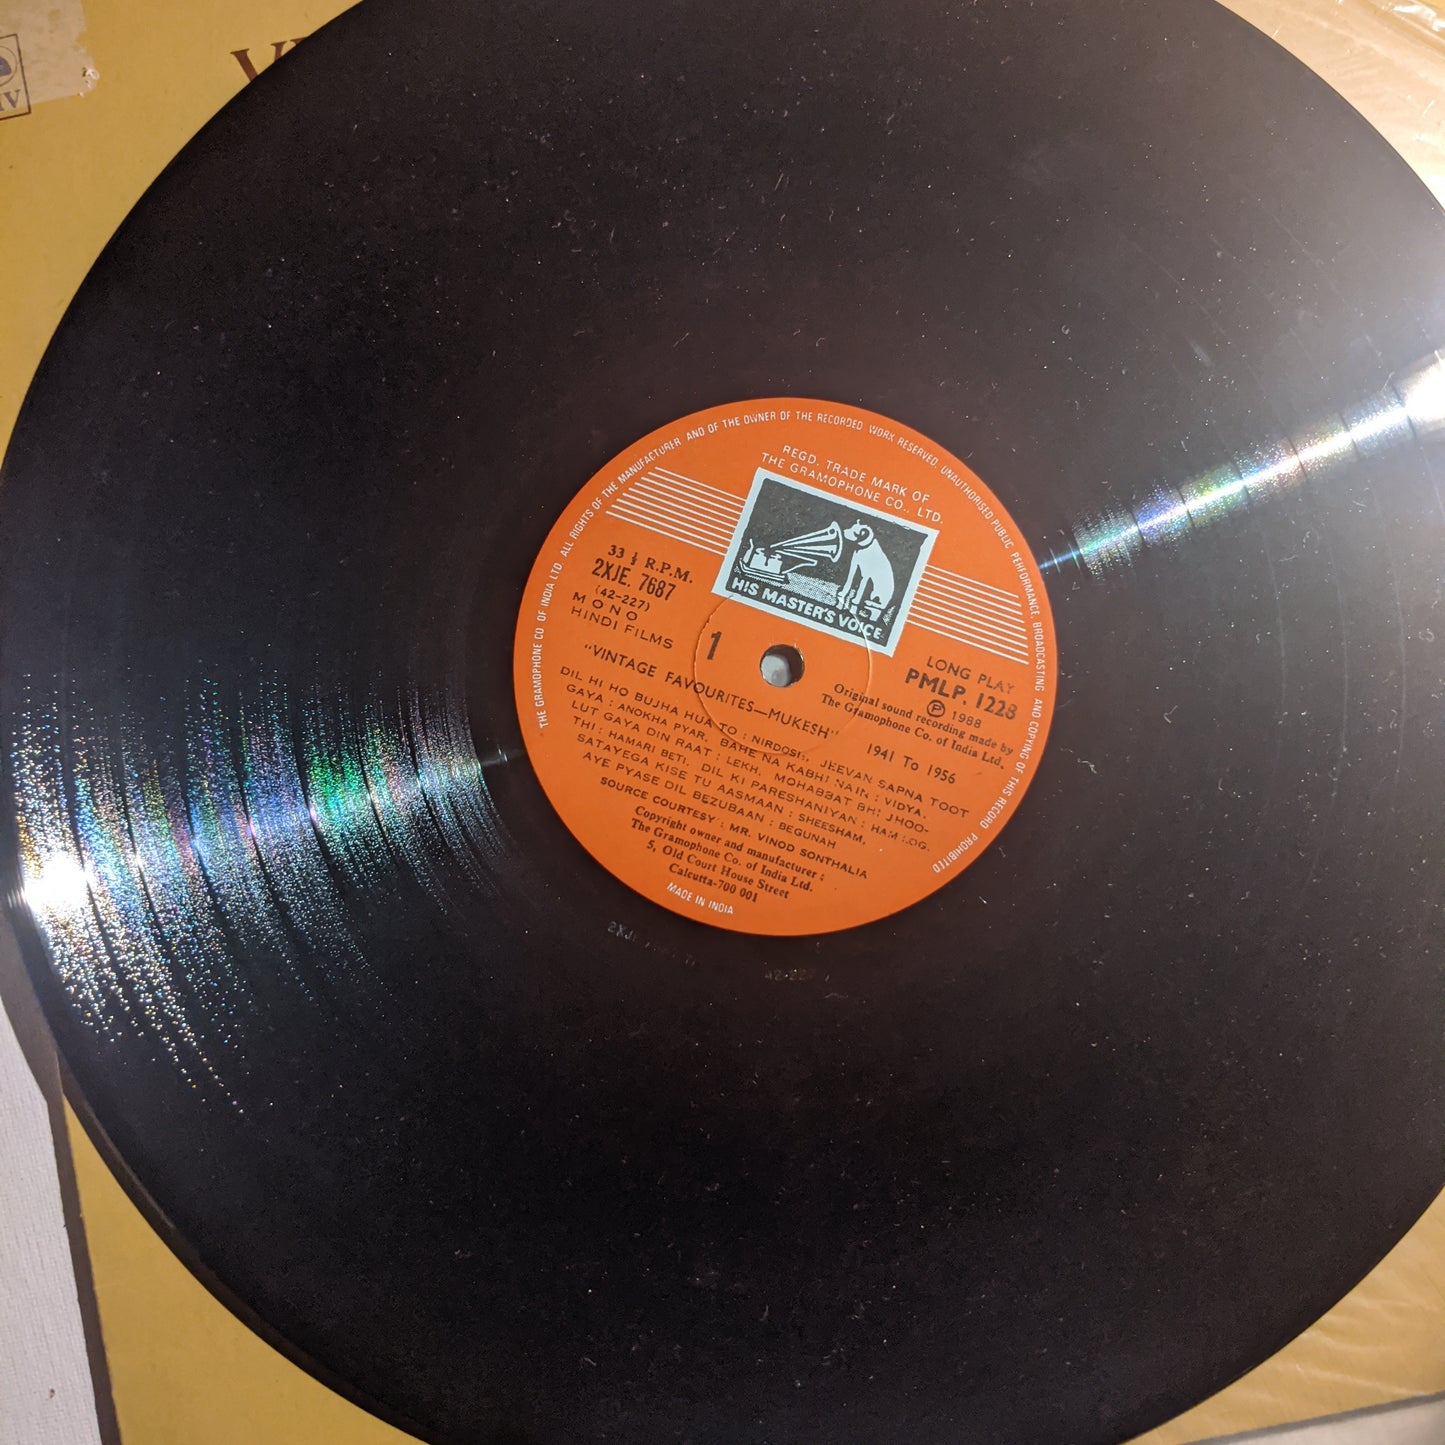 V
IV
THE GRAMOPHONE CO OF INDIA LTD. ALL RIGHTS OF THE MANUFACTURER AND OF THE OWNER OF THE RECORDED WORK RESERVED. UNAUTHORISED PUBLIC PERFORMANCE, BROADCASTING AND COPYING OF THIS RECORD PROHIBITED
REGD. TRADE MARK OF
THE GRAMOPHONE CO., LTD.
HIS MASTER'S VOICE
33 ⅓ R.P.M.
2XJE. 7687
(42-227)
MONO
HINDI FILMS
1
LONG PLAY
PMLP. 1228
Ⓟ 1988
Original sound recording made by
The Gramophone Co. of India Ltd.
"VINTAGE FAVOURITES—MUKESH"
1941 To 1956
DIL HI HO BUJHA HUA TO : NIRDOSH, JEEVAN SAPNA TOOT
GAYA : ANOKHA PYAR, BAHE NA KABHI NAIN : VIDYA,
LUT GAYA DIN RAAT : LEKH, MOHABBAT BHI JHOO-
THI : HAMARI BETI, DIL KI PARESHANIYAN : HAM LOG.
SATAYEGA KISE TU AASMAAN : SHEESHAM,
AYE PYASE DIL BEZUBAAN : BEGUNAH
SOURCE COURTESY : MR. VINOD SONTHALIA
Copyright owner and manufacturer :
The Gramophone Co. of India Ltd.
5, Old Court House Street
Calcutta-700 001
MADE IN INDIA
42-227